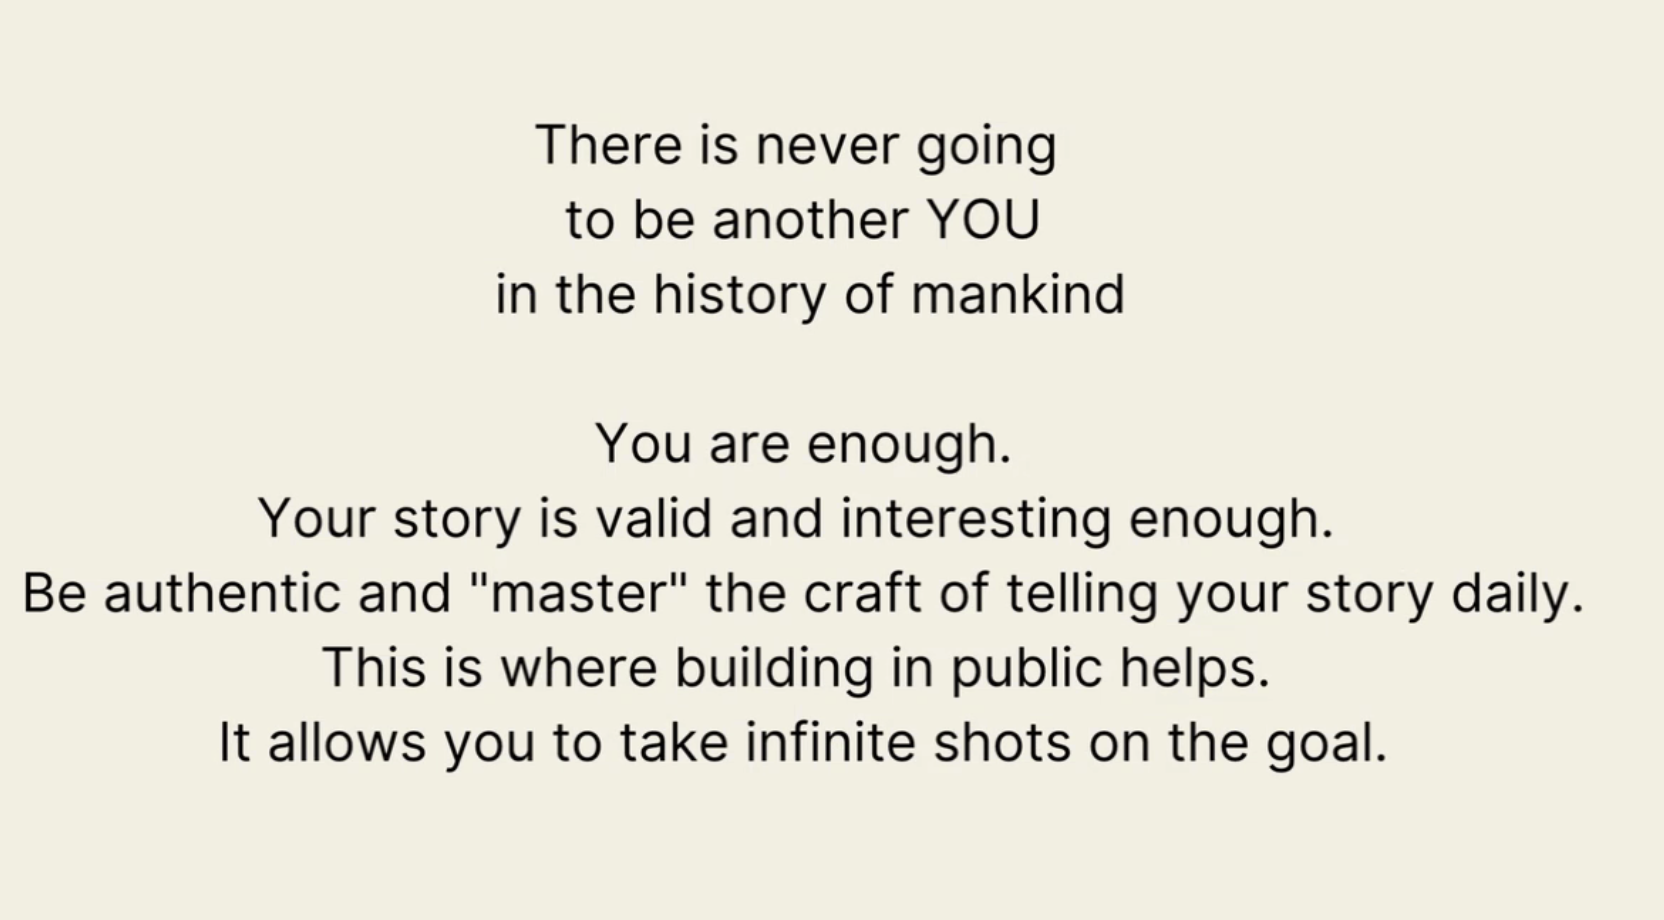 There is never going
to be another YOU
in the history of mankind
You are enough.
Your story is valid and interesting enough.
Be authentic and "master" the craft of telling your story daily.
This is where building in public helps.
It allows you to take infinite shots on the goal.